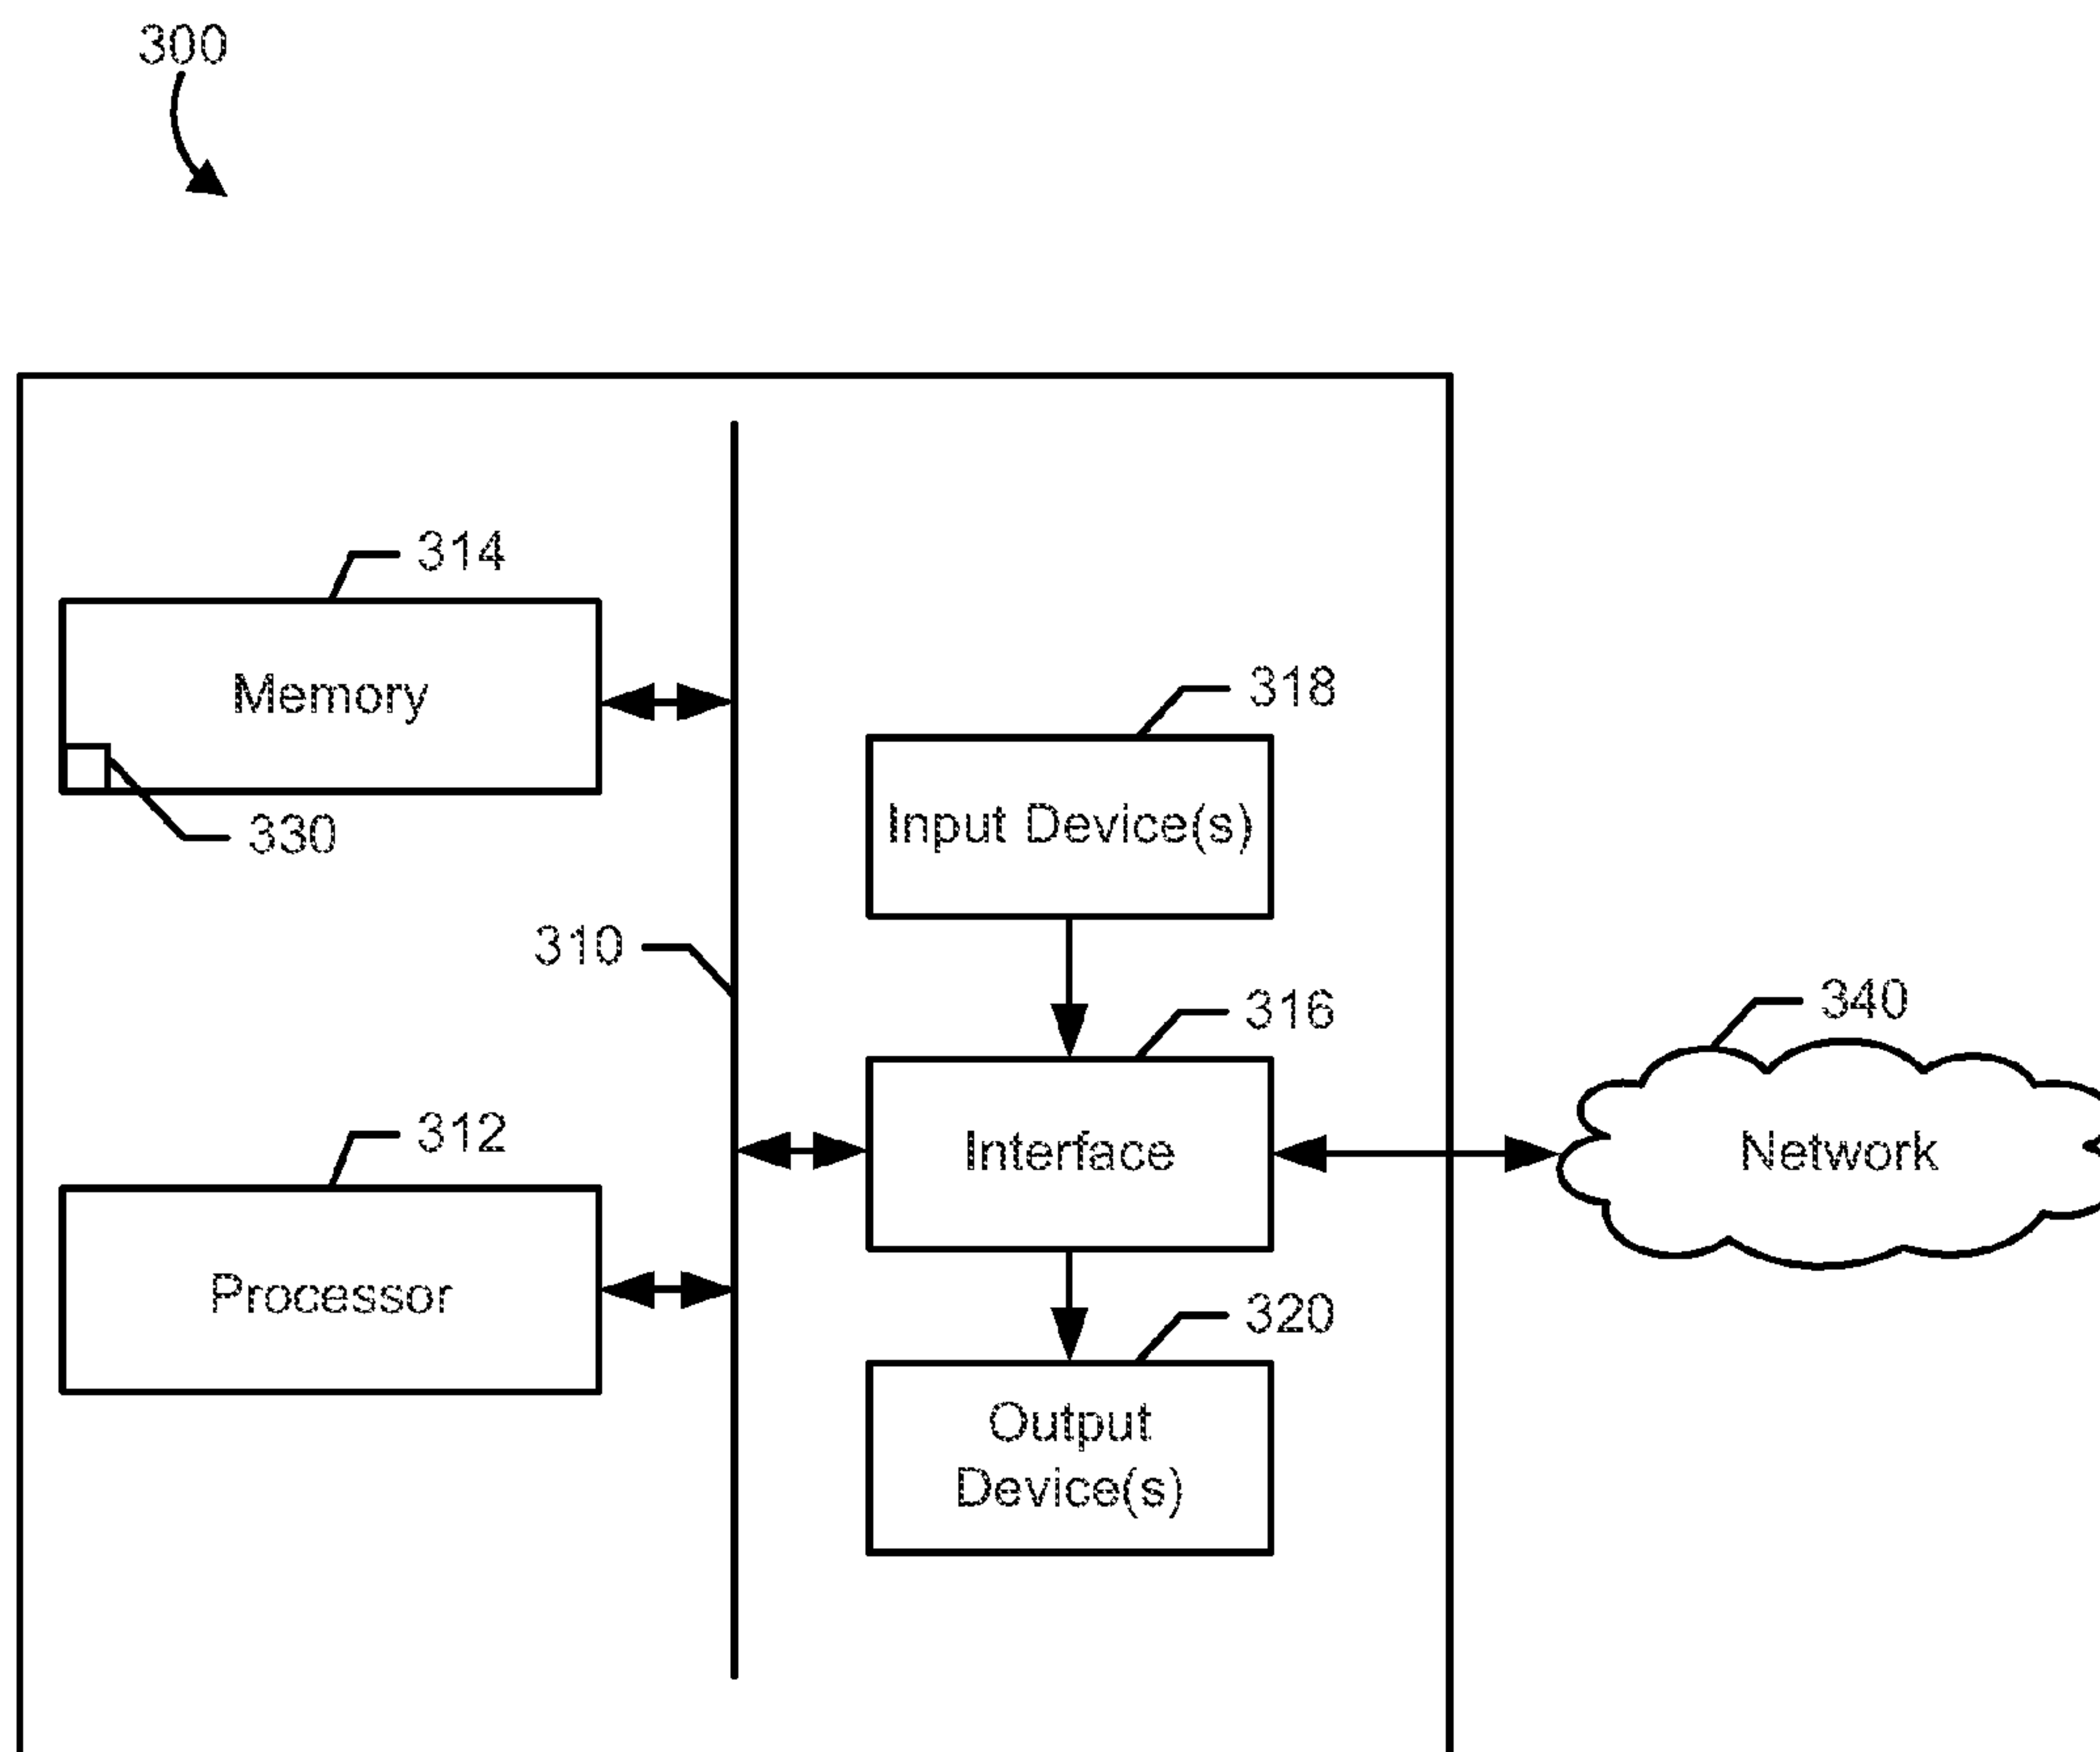 300
314
Memory
318
330
Input Device(s)
310
316
340
312
Interface
Network
Processor
320
Output
Device(s)